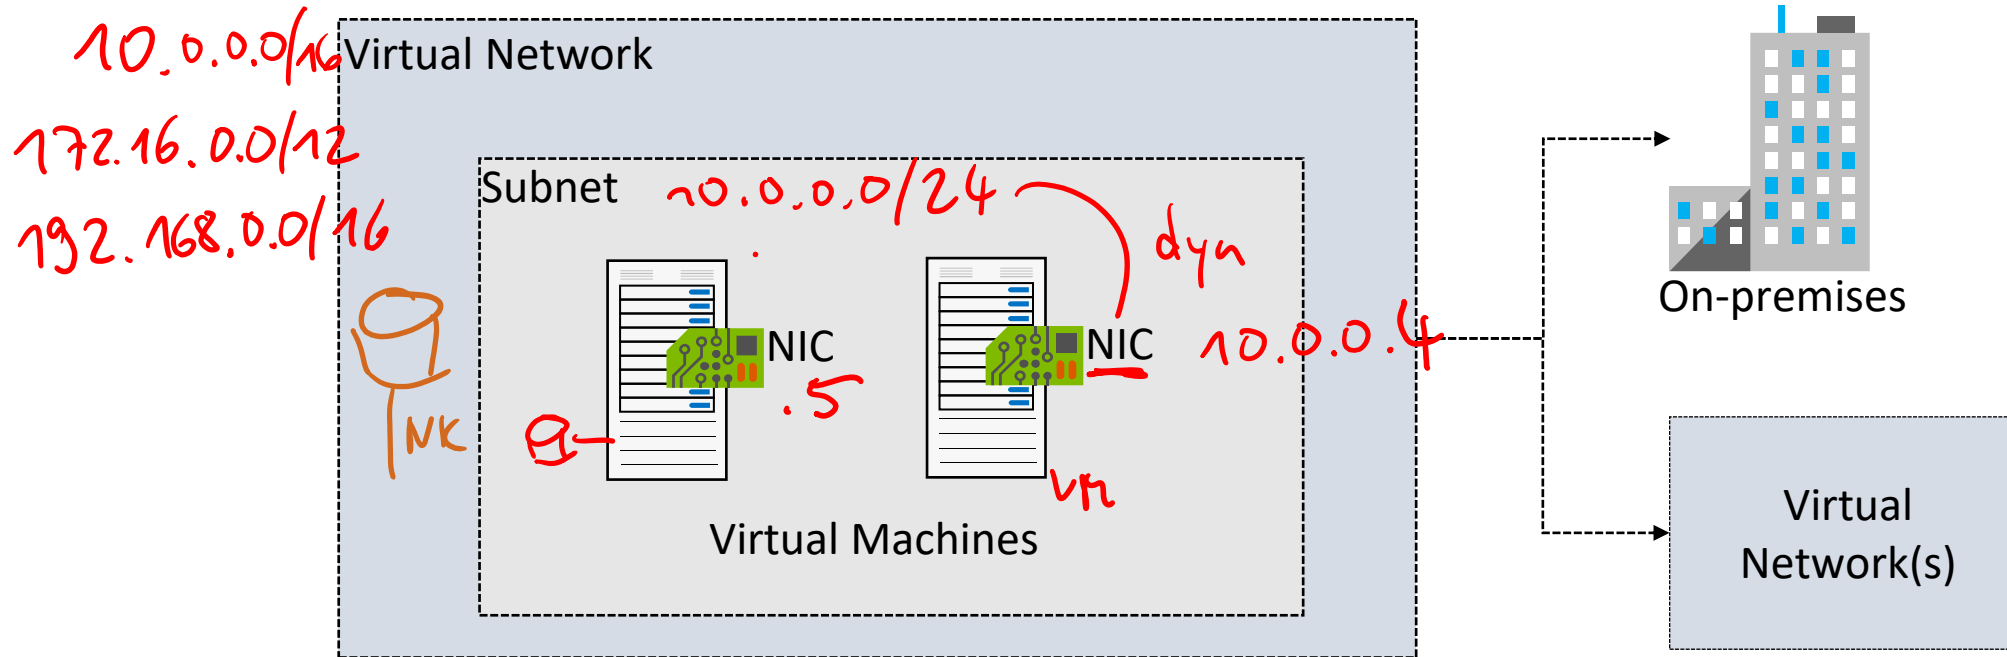 10.0.0.0/16
Virtual Network
172.16.0.0/12
192.168.0.0/16
Subnet
10.0.0.0/24
dyn
NIC
.5
NIC
10.0.0.4
VM
Virtual Machines
On-premises
Virtual
Network(s)